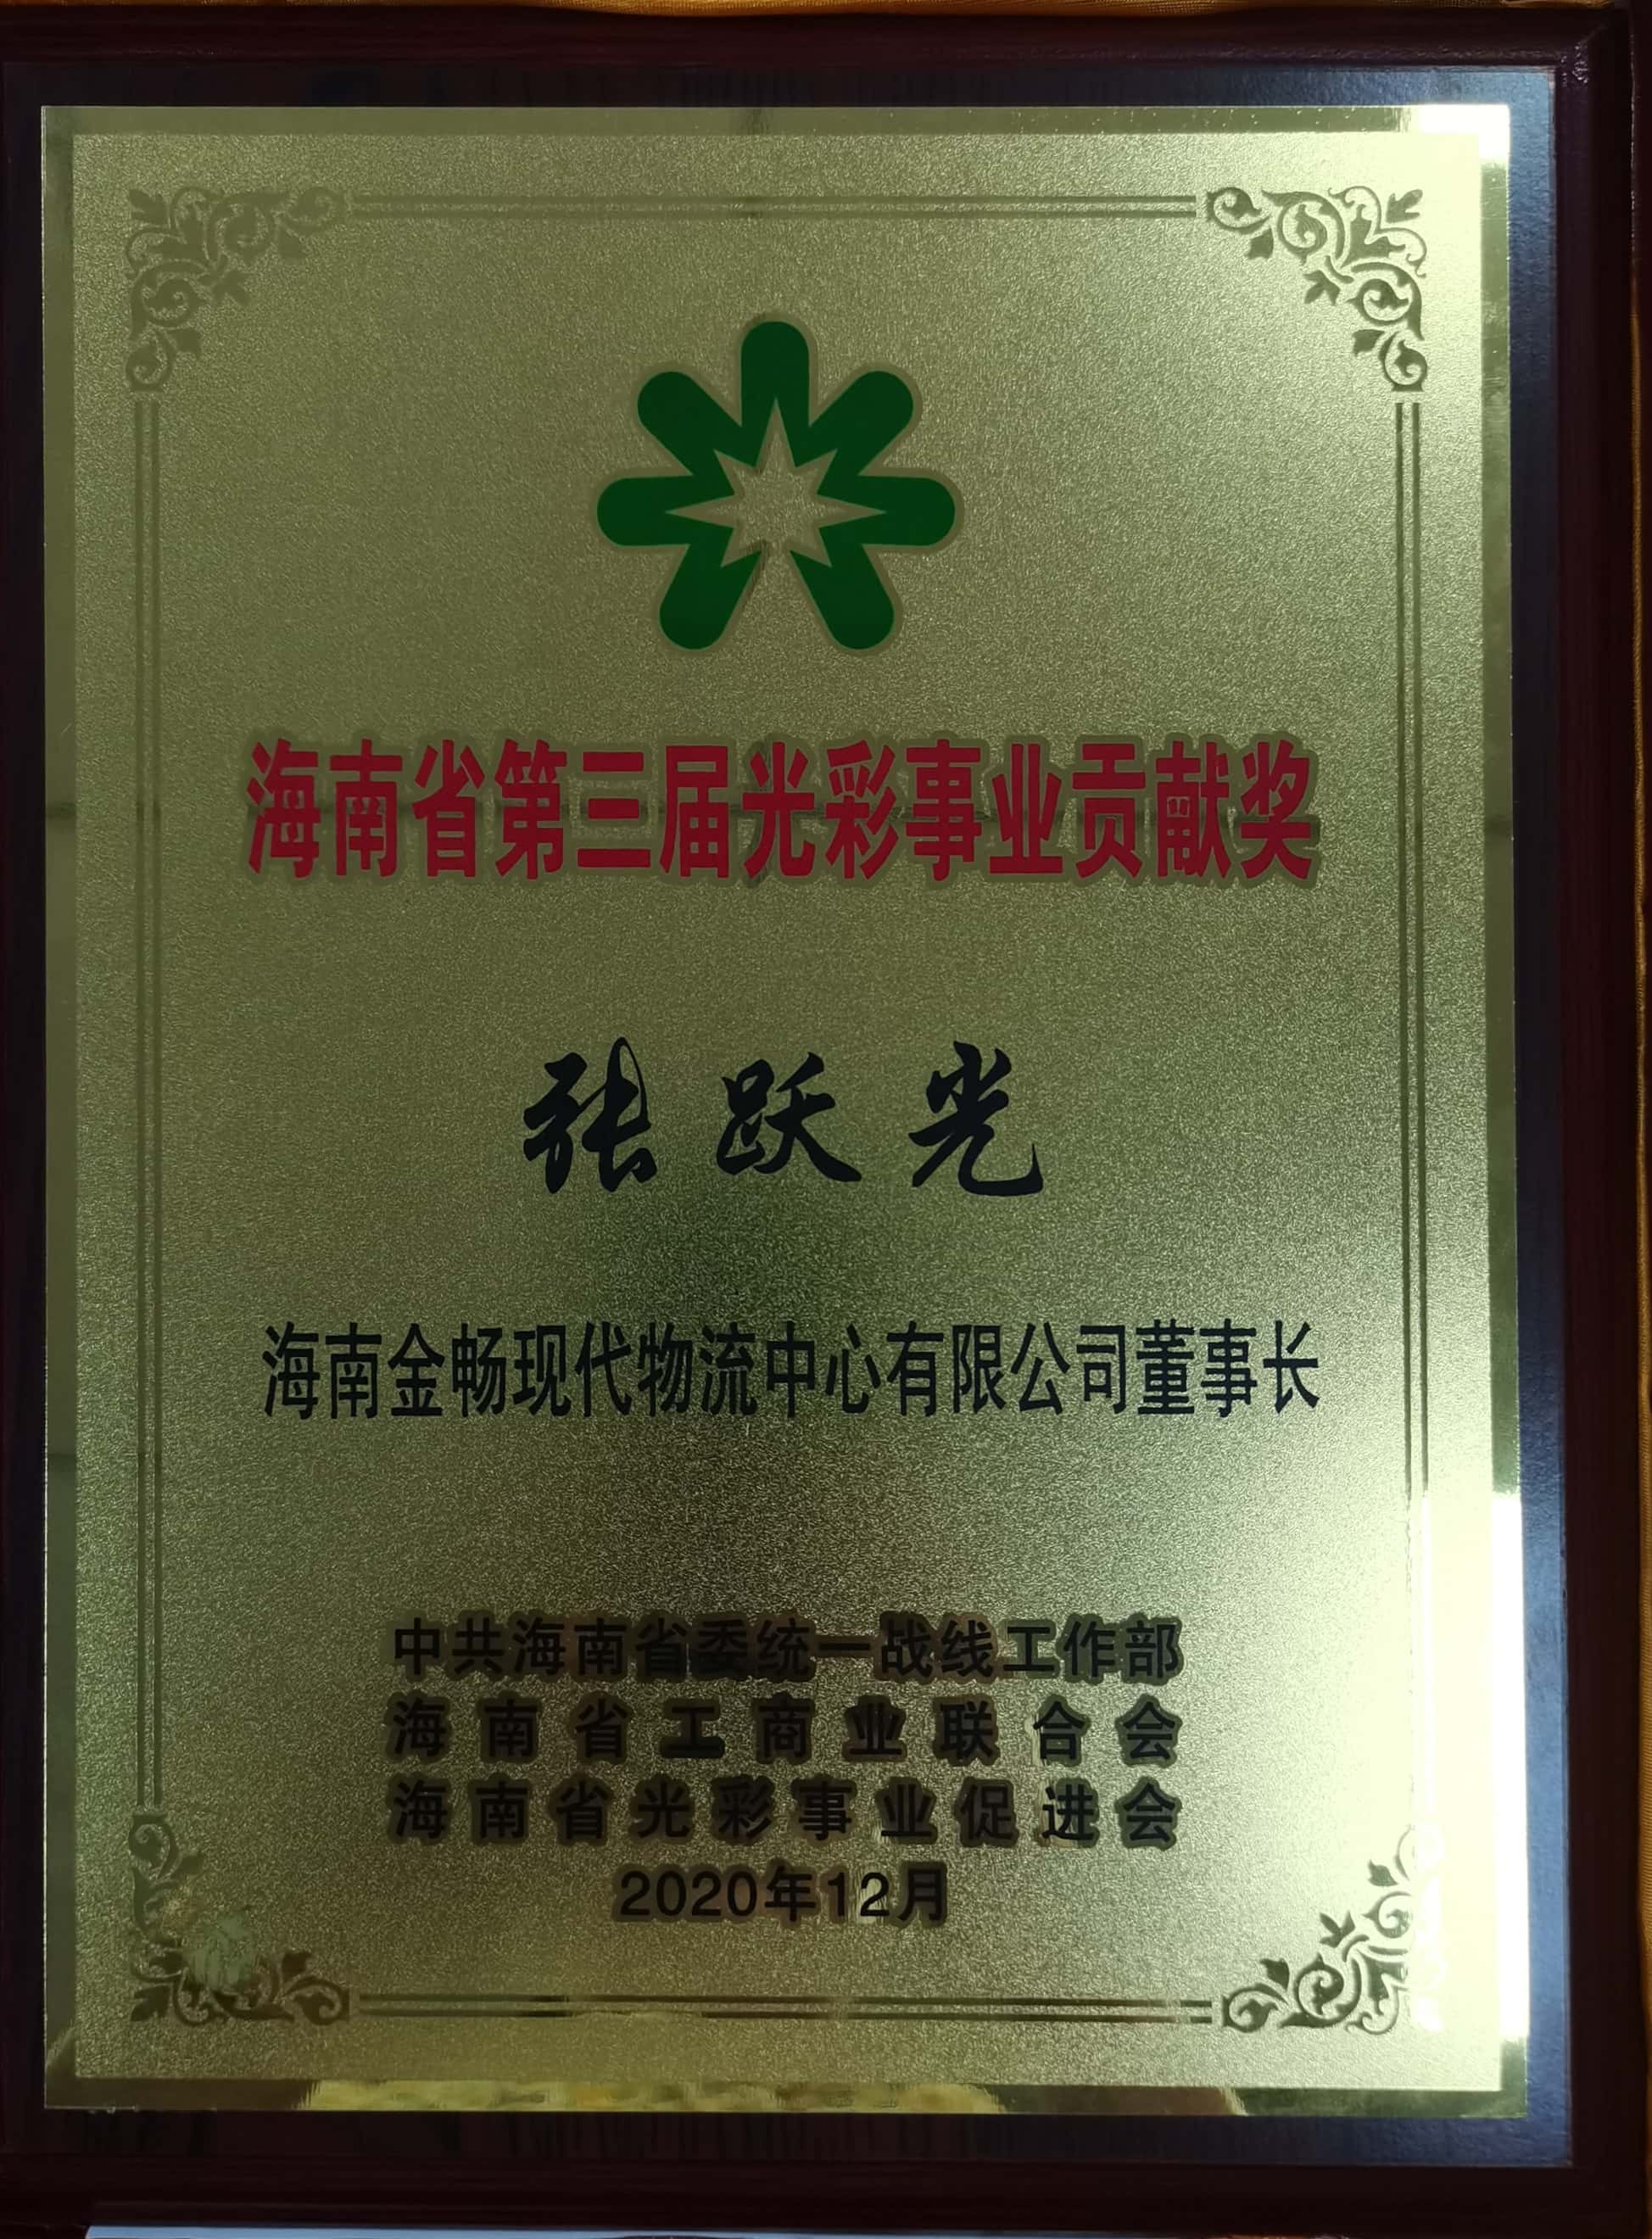 海南省第三届光彩事业贡献奖
张跃光
海南金畅现代物流中心有限公司董事长
中共海南省委统一战线工作部
海南省工商业联合会
海南省光彩事业促进会
2020年12月